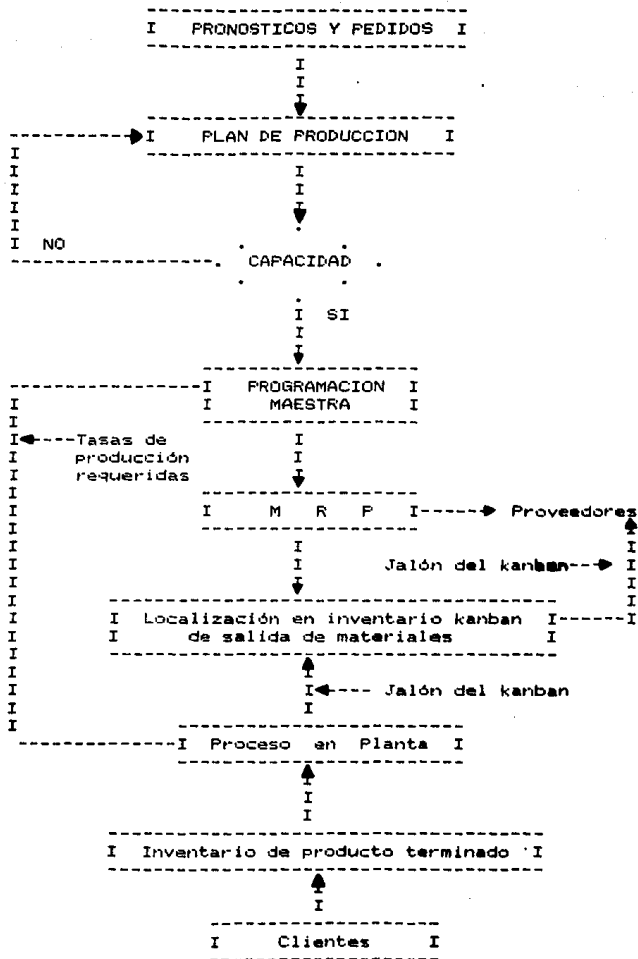 PRONOSTICOS Y PEDIDOS
PLAN DE PRODUCCION
NO
CAPACIDAD
SI
PROGRAMACION
MAESTRA
Tasas de
producción
requeridas
M R P
Proveedores
Jalón del kanban
Localización en inventario kanban
de salida de materiales
Jalón del kanban
Proceso en Planta
Inventario de producto terminado
Clientes